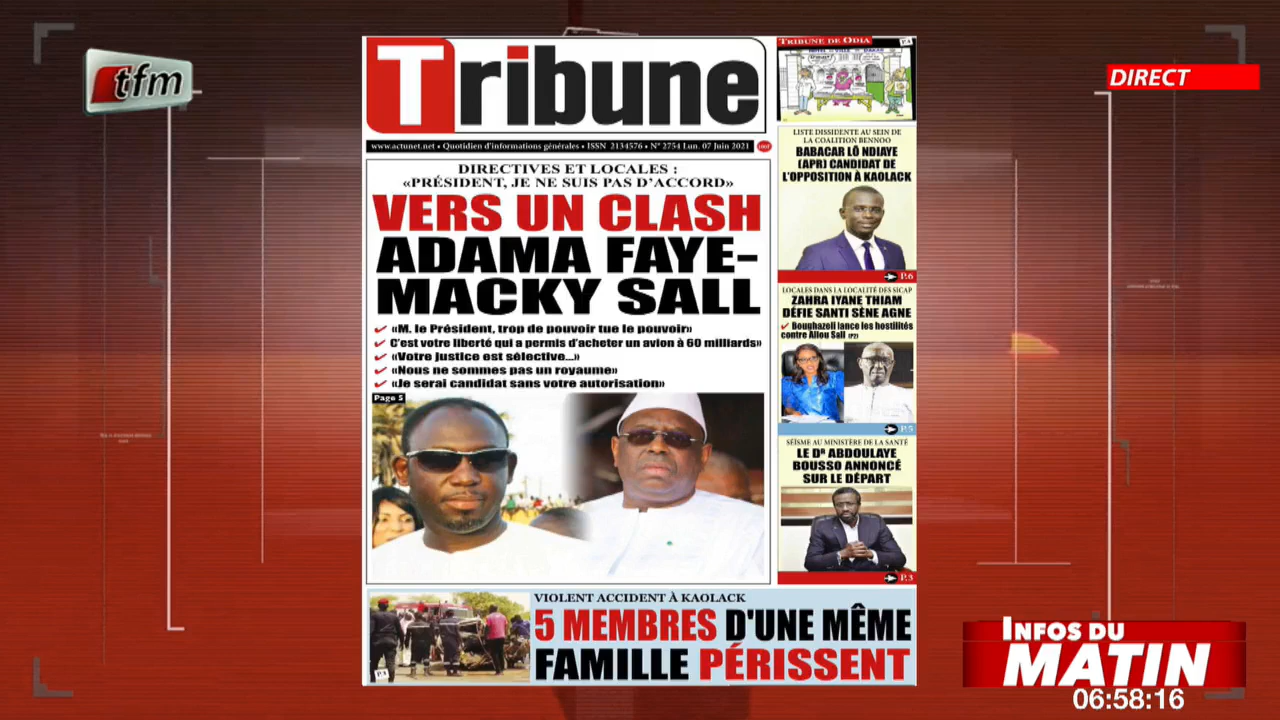 tfm
DIRECT
Tribune
www.actunet.net • Quotidien d'informations générales • ISSN 2134576 • N° 2754 Lun. 07 Juin 2021
DIRECTIVES ET LOCALES :
«PRÉSIDENT, JE NE SUIS PAS D'ACCORD»
VERS UN CLASH
ADAMA FAYE-
MACKY SALL
«M. le Président, trop de pouvoir tue le pouvoir»
C'est votre liberté qui a permis d'acheter un avion à 60 milliards»
«Votre justice est sélective...»
«Nous ne sommes pas un royaume»
«Je serai candidat sans votre autorisation»
Page 5
TRIBUNE DE ODIA
LISTE DISSIDENTE AU SEIN DE
LA COALITION BENNOO
BABACAR LÔ NDIAYE
(APR) CANDIDAT DE
L'OPPOSITION À KAOLACK
P.6
LOCALES DANS LA LOCALITÉ DES SICAP
ZAHRA IYANE THIAM
DÉFIE SANTI SÈNE AGNE
Boughazeli lance les hostilités
contre Aliou Sall (P2)
P.5
SÉISME AU MINISTÈRE DE LA SANTÉ
LE DR ABDOULAYE
BOUSSO ANNONCÉ
SUR LE DÉPART
P.3
VIOLENT ACCIDENT À KAOLACK
5 MEMBRES D'UNE MÊME
FAMILLE PÉRISSENT
INFOS DU
MATIN
06:58:16